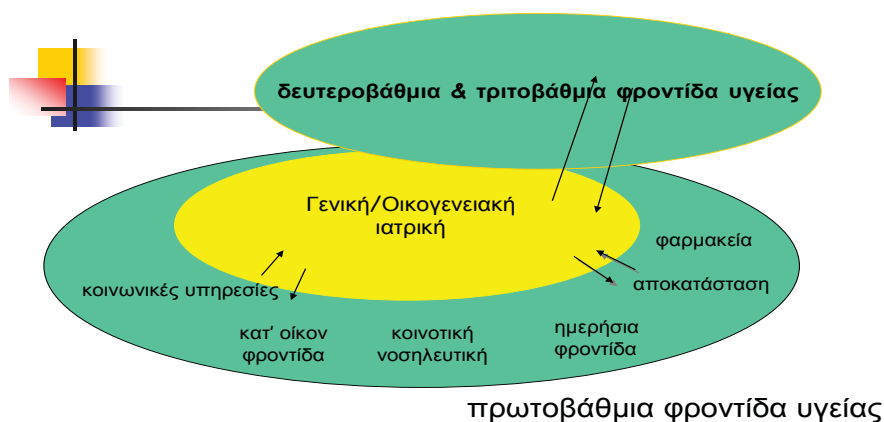 δευτεροβάθμια & τριτοβάθμια φροντίδα υγείας
Γενική/Οικογενειακή
ιατρική
φαρμακεία
αποκατάσταση
κοινωνικές υπηρεσίες
κατ' οίκον
φροντίδα
κοινοτική
νοσηλευτική
ημερήσια
φροντίδα
πρωτοβάθμια φροντίδα υγείας